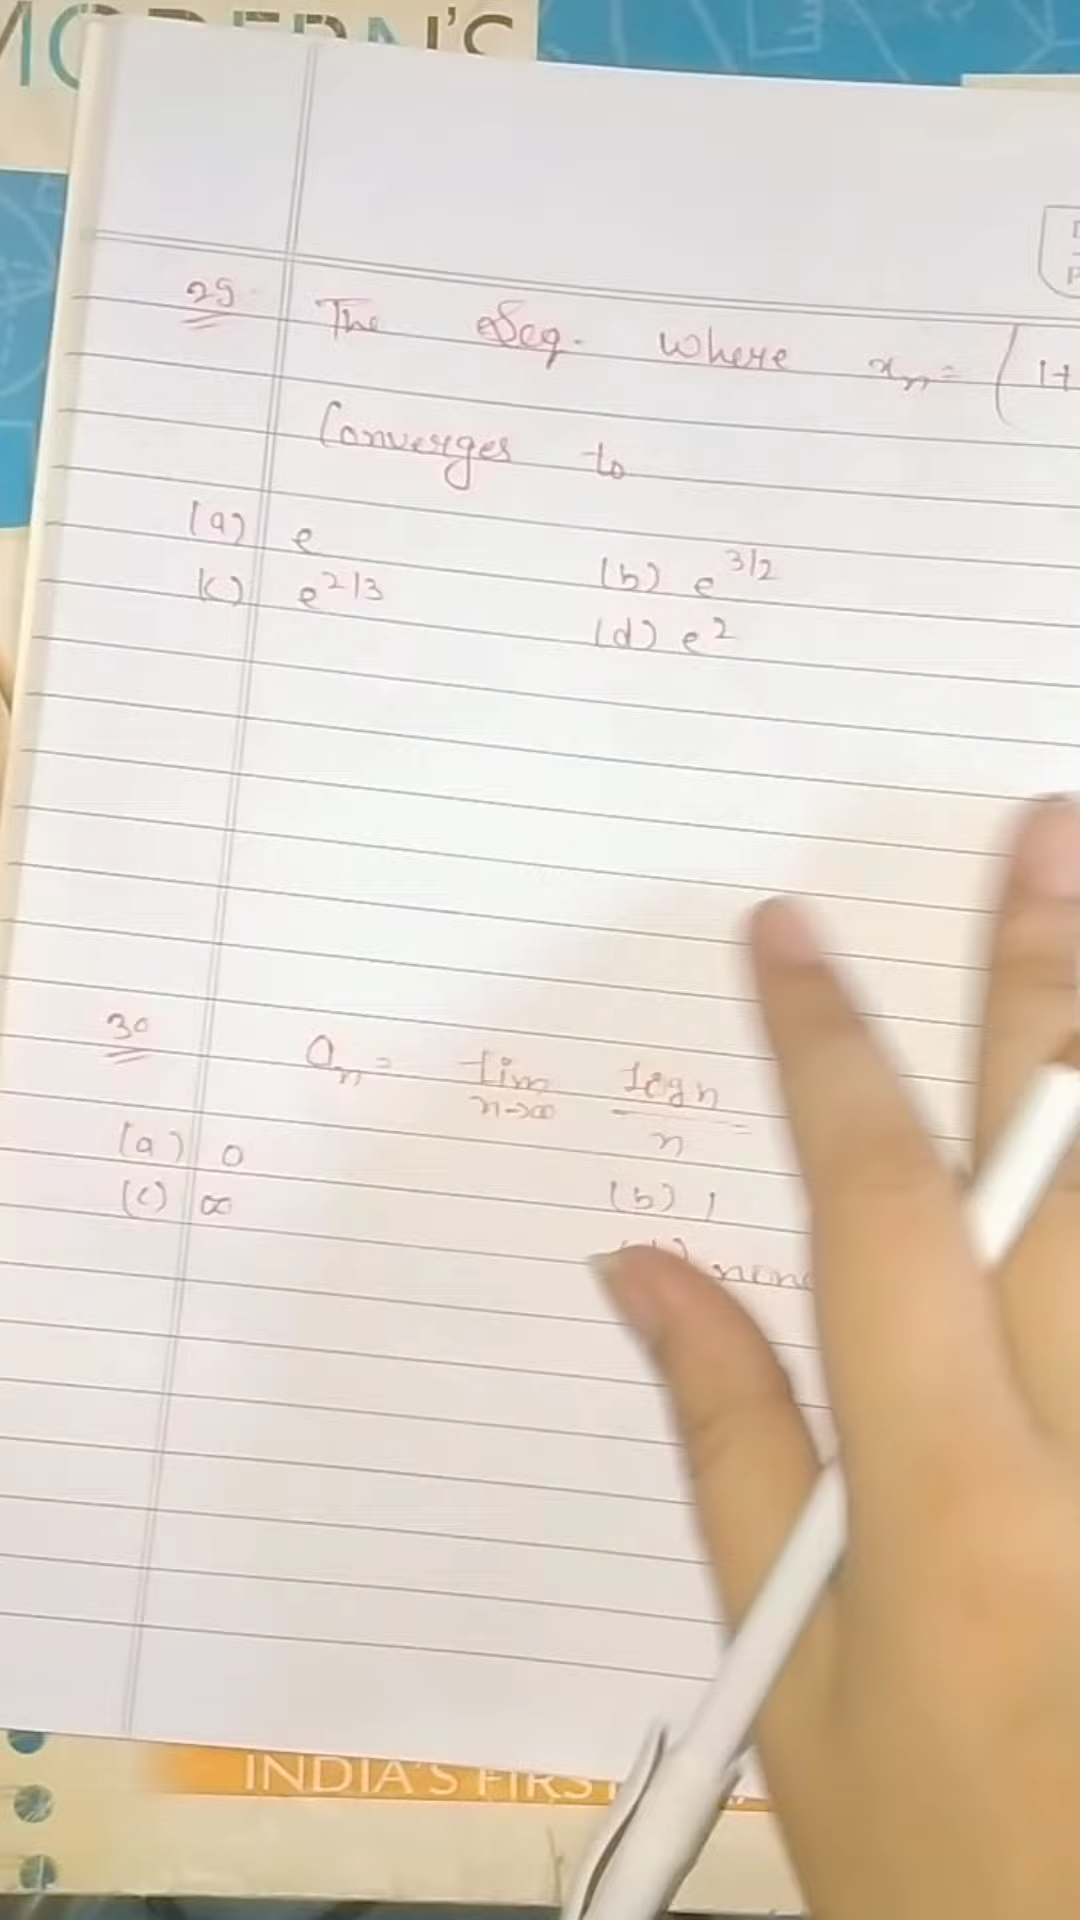 MODERN'S
29. The Seq. where xₙ = (1+
Converges to
(a) e (b) e^3/2
(c) e^2/3 (d) e^2
30 aₙ = lim n→∞ log n / n =
(a) 0 (b) 1
(c) ∞ none
INDIA'S FIRST